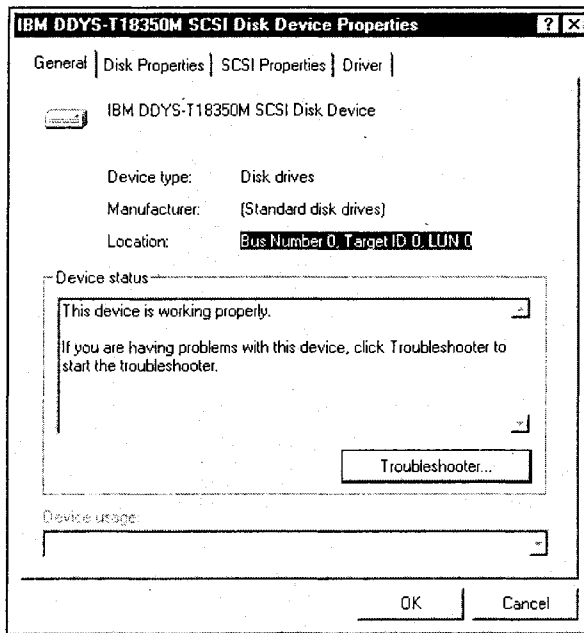 IBM DDYS-T18350M SCSI Disk Device Properties ? X
General Disk Properties SCSI Properties Driver
IBM DDYS-T18350M SCSI Disk Device
Device type: Disk drives
Manufacturer: (Standard disk drives)
Location: Bus Number 0, Target ID 0, LUN 0
Device status
This device is working properly.
If you are having problems with this device, click Troubleshooter to
start the troubleshooter.
Troubleshooter...
Device usage:
OK Cancel